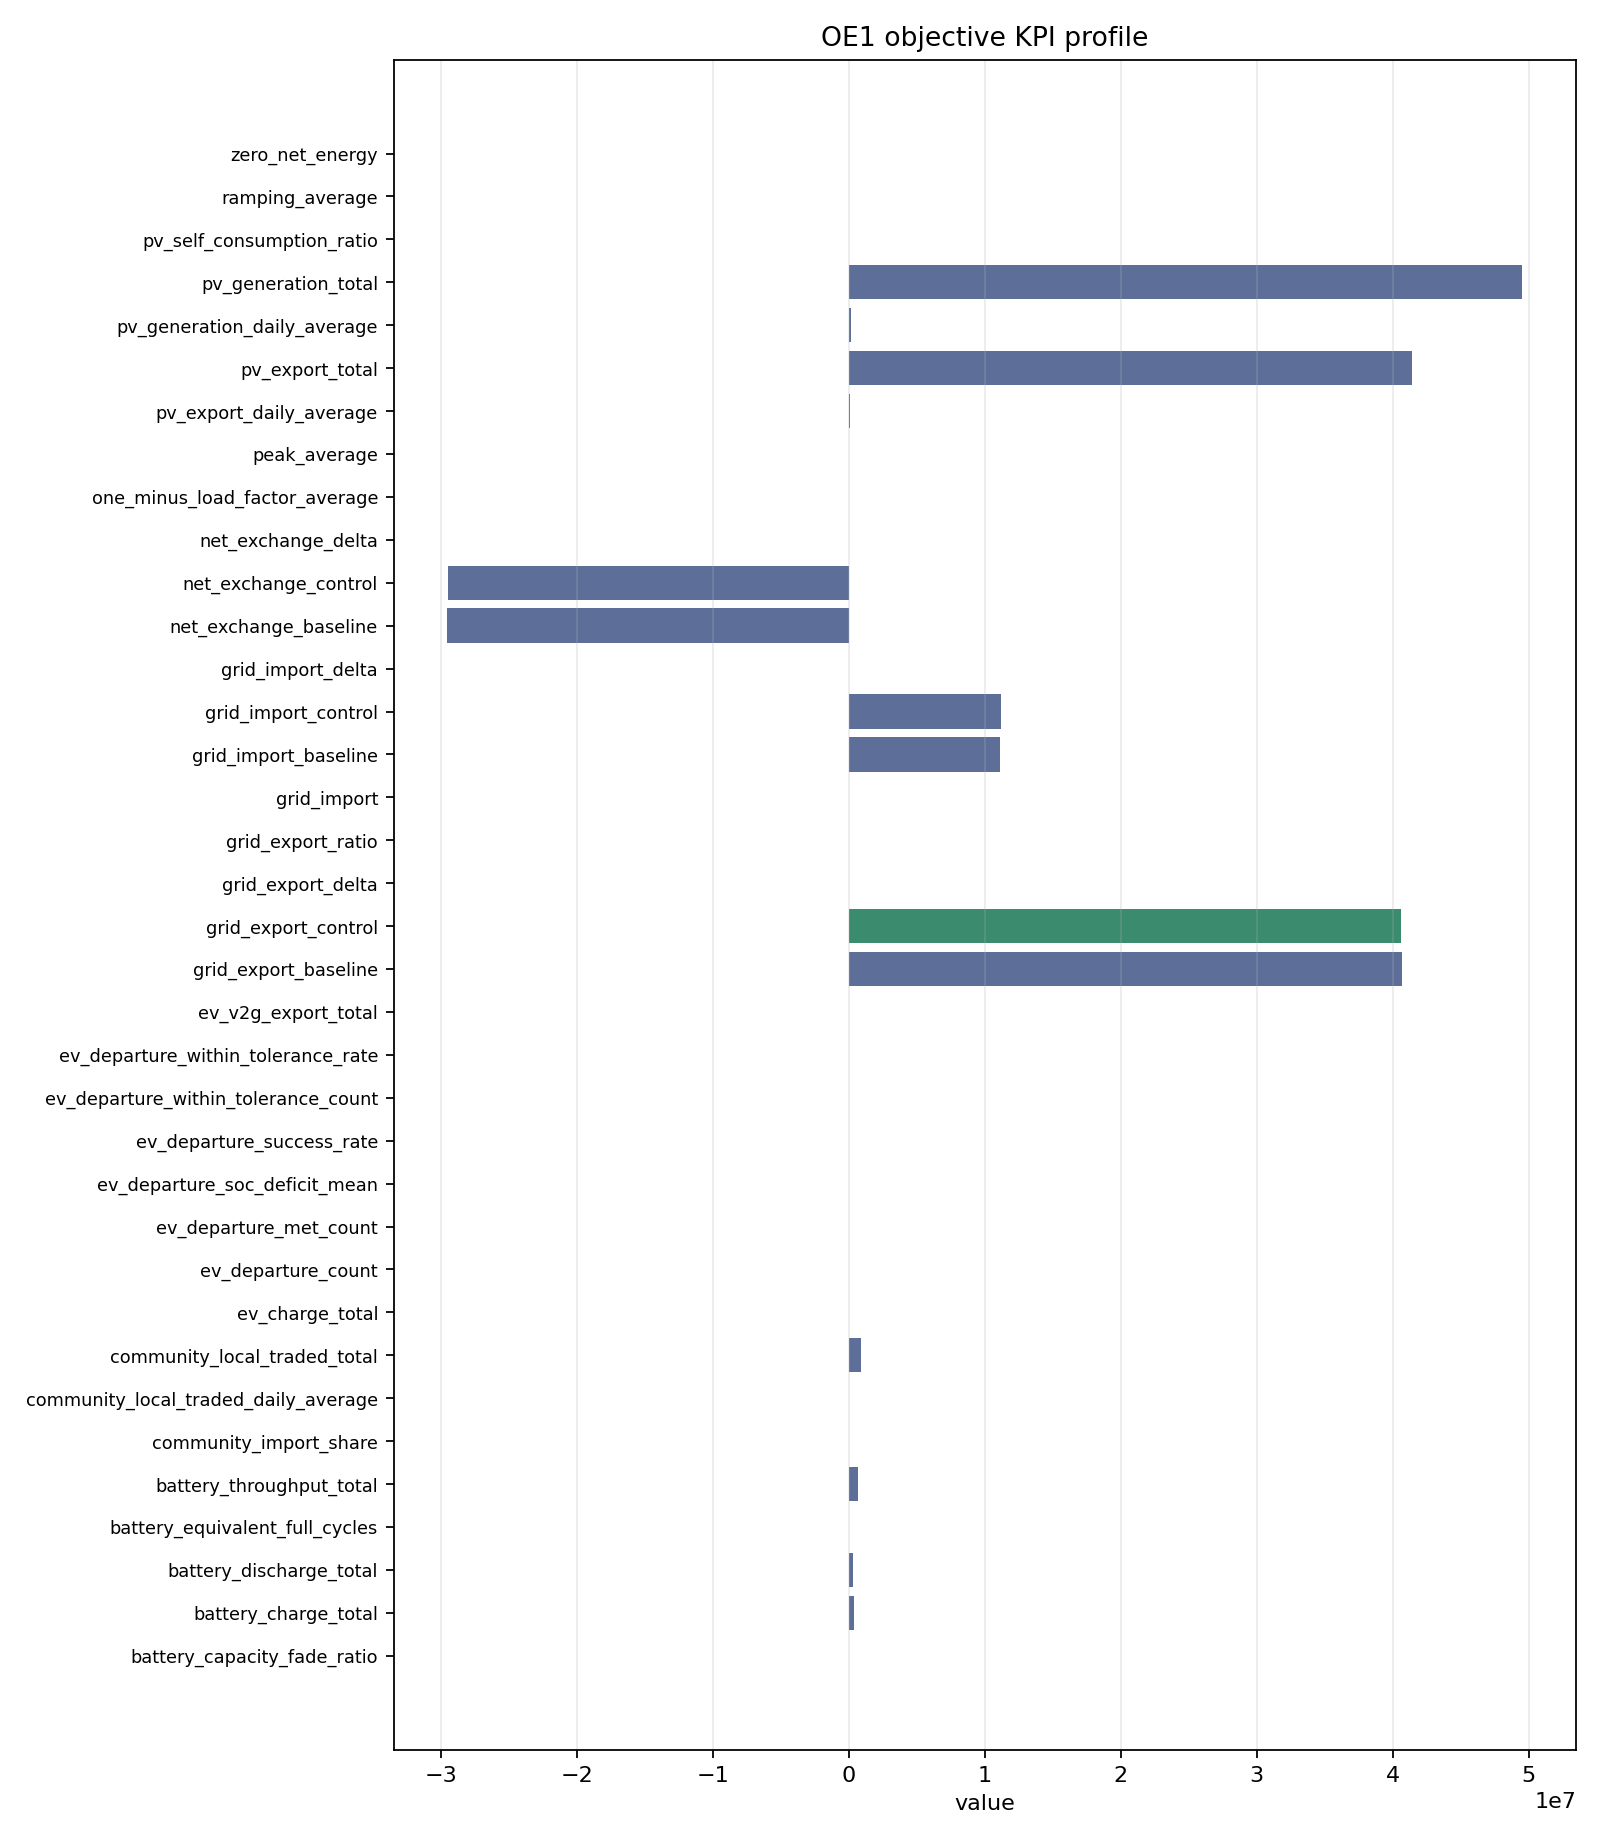 OE1 objective KPI profile
zero_net_energy
ramping_average
pv_self_consumption_ratio
pv_generation_total
pv_generation_daily_average
pv_export_total
pv_export_daily_average
peak_average
one_minus_load_factor_average
net_exchange_delta
net_exchange_control
net_exchange_baseline
grid_import_delta
grid_import_control
grid_import_baseline
grid_import
grid_export_ratio
grid_export_delta
grid_export_control
grid_export_baseline
ev_v2g_export_total
ev_departure_within_tolerance_rate
ev_departure_within_tolerance_count
ev_departure_success_rate
ev_departure_soc_deficit_mean
ev_departure_met_count
ev_departure_count
ev_charge_total
community_local_traded_total
community_local_traded_daily_average
community_import_share
battery_throughput_total
battery_equivalent_full_cycles
battery_discharge_total
battery_charge_total
battery_capacity_fade_ratio
−3 −2 −1 0 1 2 3 4 5
1e7
value